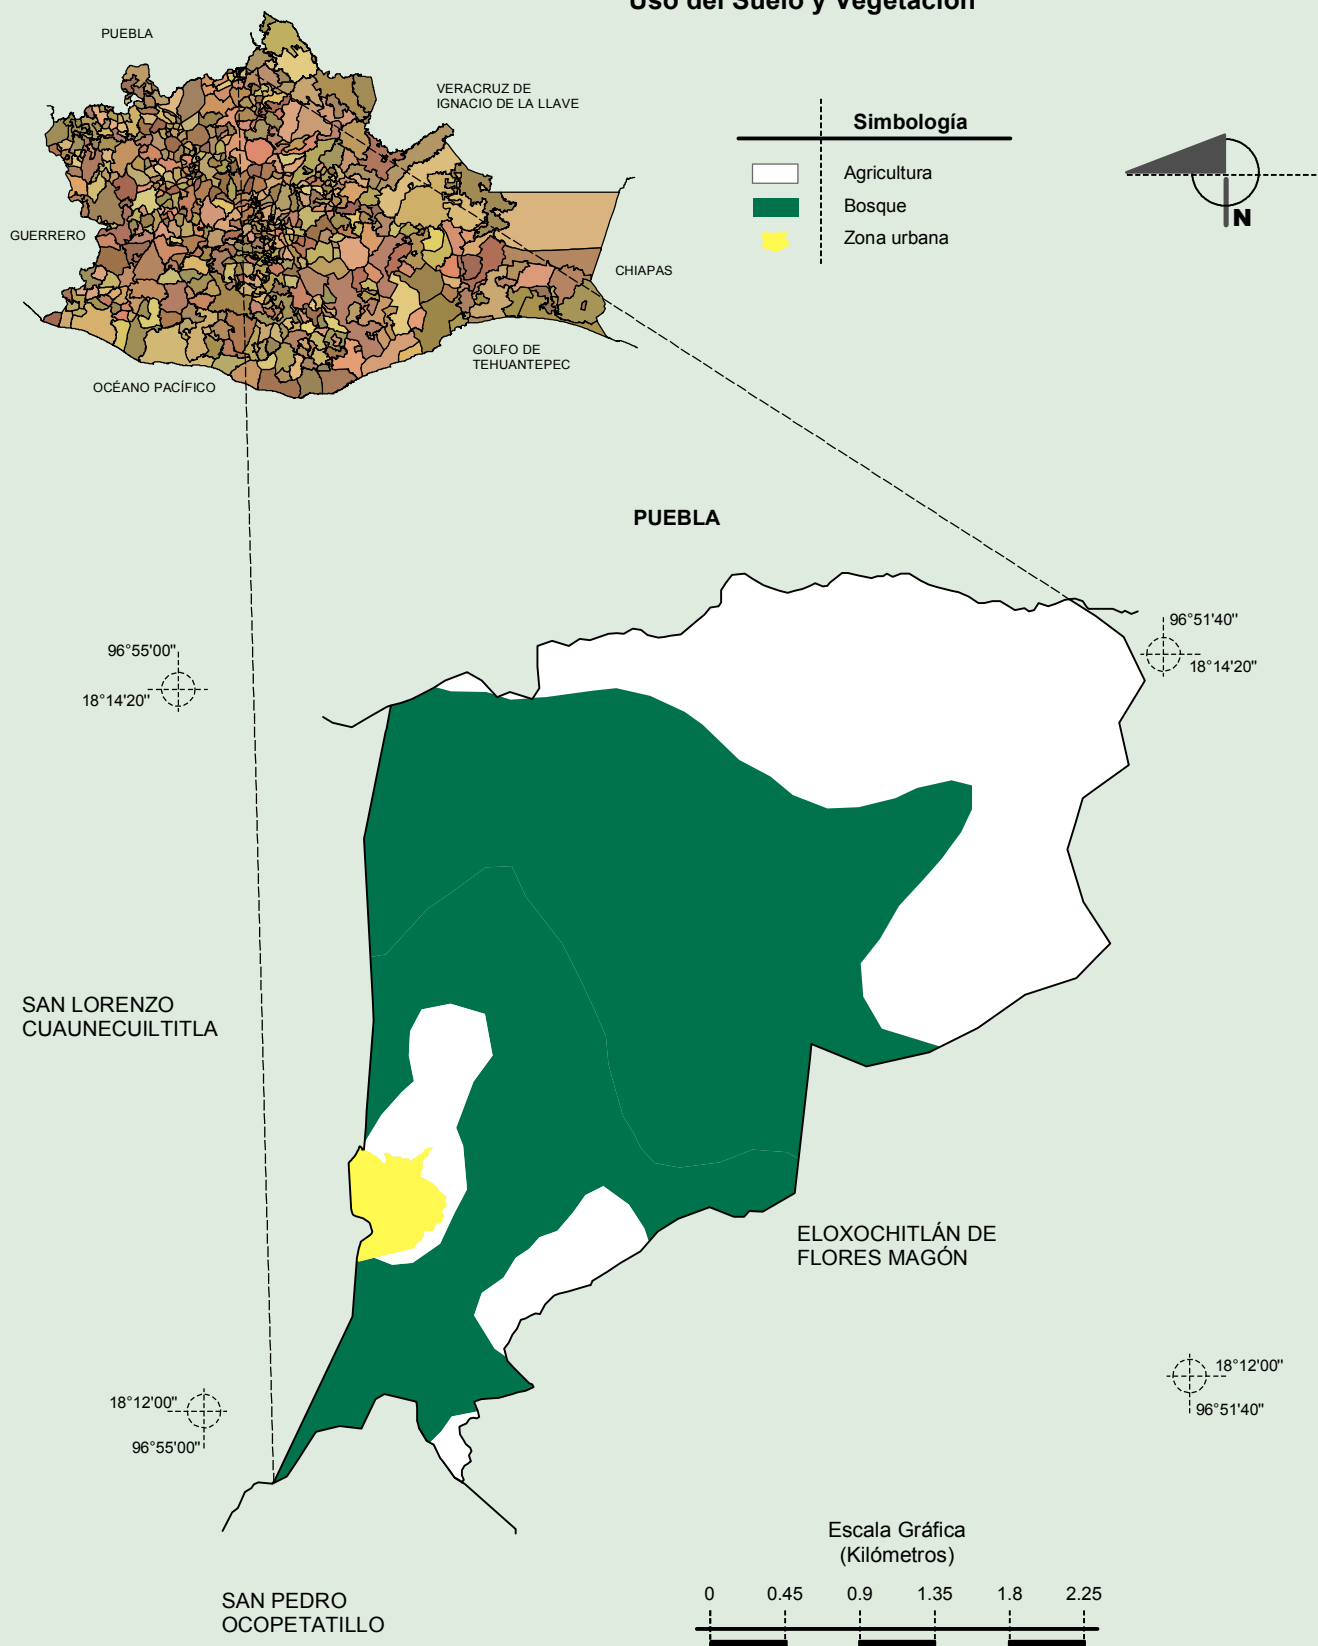 Uso del Suelo y Vegetación
PUEBLA
VERACRUZ DE
IGNACIO DE LA LLAVE
GUERRERO
CHIAPAS
GOLFO DE
TEHUANTEPEC
OCÉANO PACÍFICO
Simbología
Agricultura
Bosque
Zona urbana
N
PUEBLA
96°55'00"
18°14'20"
96°51'40"
18°14'20"
SAN LORENZO
CUAUNECUILTITLA
ELOXOCHITLÁN DE
FLORES MAGÓN
18°12'00"
96°55'00"
18°12'00"
96°51'40"
SAN PEDRO
OCOPETATILLO
Escala Gráfica
(Kilómetros)
0 0.45 0.9 1.35 1.8 2.25